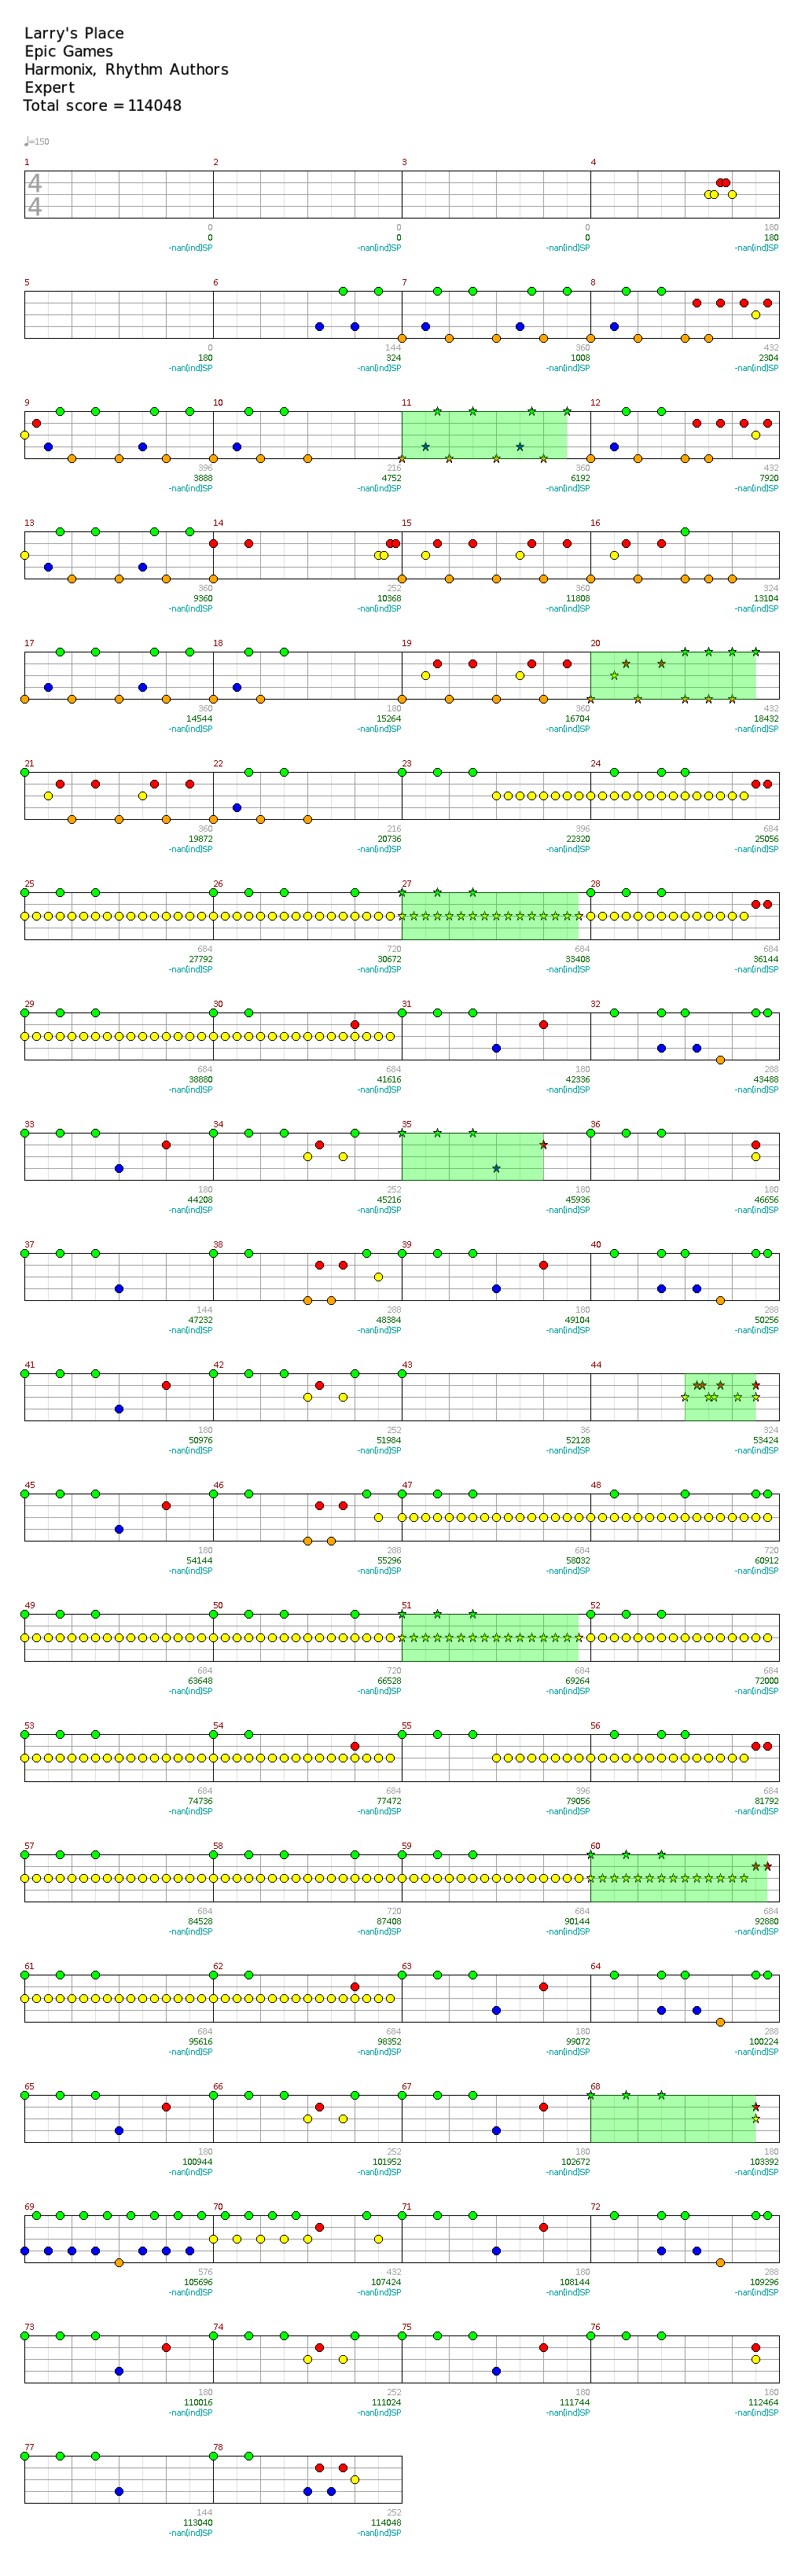 Larry's Place
Epic Games
Harmonix, Rhythm Authors
Expert
Total score = 114048
♩=150
1 2 3 4
4
4
0 0 0 180
0 0 0 180
-nan(ind)SP -nan(ind)SP -nan(ind)SP -nan(ind)SP
5 6 7 8
0 144 360 432
180 324 1008 2304
-nan(ind)SP -nan(ind)SP -nan(ind)SP -nan(ind)SP
9 10 11 12
396 216 360 432
3888 4752 6192 7920
-nan(ind)SP -nan(ind)SP -nan(ind)SP -nan(ind)SP
13 14 15 16
360 252 360 324
9360 10368 11808 13104
-nan(ind)SP -nan(ind)SP -nan(ind)SP -nan(ind)SP
17 18 19 20
360 180 360 432
14544 15264 16704 18432
-nan(ind)SP -nan(ind)SP -nan(ind)SP -nan(ind)SP
21 22 23 24
360 216 396 684
19872 20736 22320 25056
-nan(ind)SP -nan(ind)SP -nan(ind)SP -nan(ind)SP
25 26 27 28
684 720 684 684
27792 30672 33408 36144
-nan(ind)SP -nan(ind)SP -nan(ind)SP -nan(ind)SP
29 30 31 32
684 684 180 288
38880 41616 42336 43488
-nan(ind)SP -nan(ind)SP -nan(ind)SP -nan(ind)SP
33 34 35 36
180 252 180 180
44208 45216 45936 46656
-nan(ind)SP -nan(ind)SP -nan(ind)SP -nan(ind)SP
37 38 39 40
144 288 180 288
47232 48384 49104 50256
-nan(ind)SP -nan(ind)SP -nan(ind)SP -nan(ind)SP
41 42 43 44
180 252 36 324
50976 51984 52128 53424
-nan(ind)SP -nan(ind)SP -nan(ind)SP -nan(ind)SP
45 46 47 48
180 288 684 720
54144 55296 58032 60912
-nan(ind)SP -nan(ind)SP -nan(ind)SP -nan(ind)SP
49 50 51 52
684 720 684 684
63648 66528 69264 72000
-nan(ind)SP -nan(ind)SP -nan(ind)SP -nan(ind)SP
53 54 55 56
684 684 396 684
74736 77472 79056 81792
-nan(ind)SP -nan(ind)SP -nan(ind)SP -nan(ind)SP
57 58 59 60
684 720 684 684
84528 87408 90144 92880
-nan(ind)SP -nan(ind)SP -nan(ind)SP -nan(ind)SP
61 62 63 64
684 684 180 288
95616 98352 99072 100224
-nan(ind)SP -nan(ind)SP -nan(ind)SP -nan(ind)SP
65 66 67 68
180 252 180 180
100944 101952 102672 103392
-nan(ind)SP -nan(ind)SP -nan(ind)SP -nan(ind)SP
69 70 71 72
576 432 180 288
105696 107424 108144 109296
-nan(ind)SP -nan(ind)SP -nan(ind)SP -nan(ind)SP
73 74 75 76
180 252 180 180
110016 111024 111744 112464
-nan(ind)SP -nan(ind)SP -nan(ind)SP -nan(ind)SP
77 78
144 252
113040 114048
-nan(ind)SP -nan(ind)SP